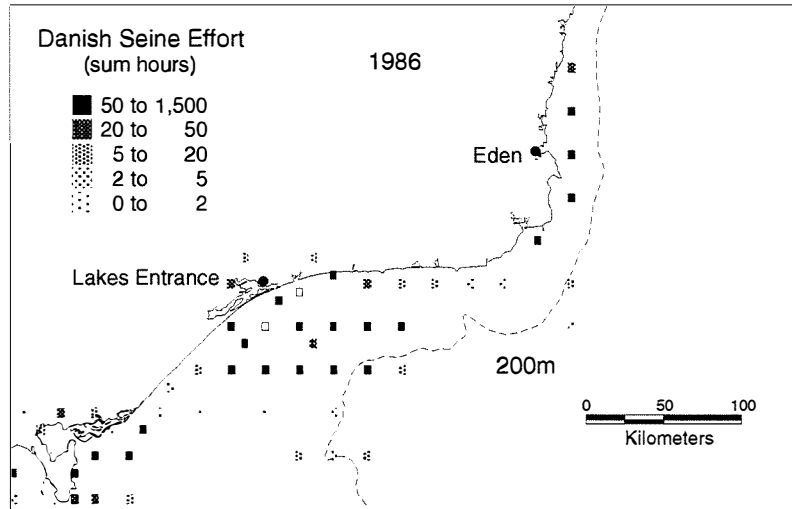 Danish Seine Effort
(sum hours)
1986
50 to 1,500
20 to 50
5 to 20
2 to 5
0 to 2
Eden
Lakes Entrance
200m
0 50 100
Kilometers